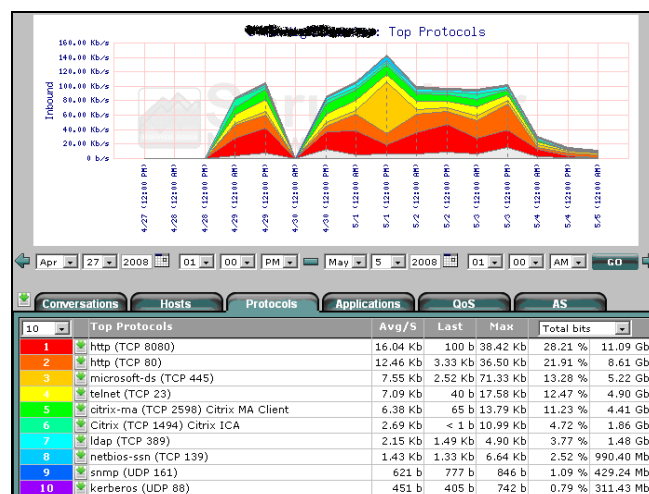 : Top Protocols
160.00 Kb/s
140.00 Kb/s
120.00 Kb/s
100.00 Kb/s
80.00 Kb/s
60.00 Kb/s
40.00 Kb/s
20.00 Kb/s
0 b/s
Inbound
4/27 (12:00 PM)
4/28 (12:00 AM)
4/28 (12:00 PM)
4/29 (12:00 AM)
4/29 (12:00 PM)
4/30 (12:00 AM)
4/30 (12:00 PM)
5/1 (12:00 AM)
5/1 (12:00 PM)
5/2 (12:00 AM)
5/2 (12:00 PM)
5/3 (12:00 AM)
5/3 (12:00 PM)
5/4 (12:00 AM)
5/4 (12:00 PM)
5/5 (12:00 AM)
Apr 27 2008 01 00 PM May 5 2008 01 00 AM GO
Conversations Hosts Protocols Applications QoS AS
10 Top Protocols Avg/S Last Max Total bits
1 http (TCP 8080) 16.04 Kb 100 b 38.42 Kb 28.21 % 11.09 Gb
2 http (TCP 80) 12.46 Kb 3.33 Kb 36.50 Kb 21.91 % 8.61 Gb
3 microsoft-ds (TCP 445) 7.55 Kb 2.52 Kb 71.33 Kb 13.28 % 5.22 Gb
4 telnet (TCP 23) 7.09 Kb 40 b 17.58 Kb 12.47 % 4.90 Gb
5 citrix-ma (TCP 2598) Citrix MA Client 6.38 Kb 65 b 13.79 Kb 11.23 % 4.41 Gb
6 Citrix (TCP 1494) Citrix ICA 2.69 Kb < 1 b 10.99 Kb 4.72 % 1.86 Gb
7 ldap (TCP 389) 2.15 Kb 1.49 Kb 4.90 Kb 3.77 % 1.48 Gb
8 netbios-ssn (TCP 139) 1.43 Kb 1.33 Kb 6.64 Kb 2.52 % 990.40 Mb
9 snmp (UDP 161) 621 b 777 b 846 b 1.09 % 429.24 Mb
10 kerberos (UDP 88) 451 b 405 b 742 b 0.79 % 311.43 Mb